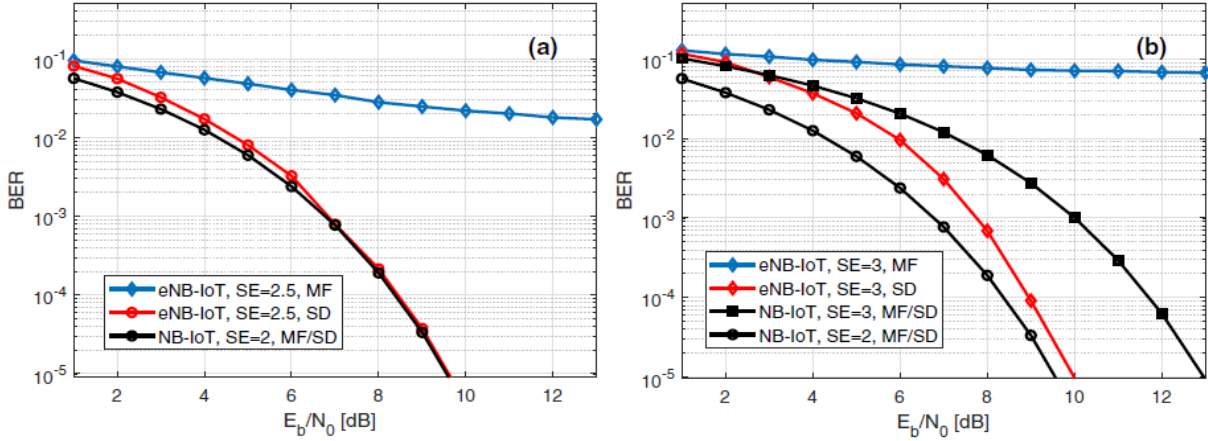 (a)
BER
10^-1
10^-2
10^-3
10^-4
10^-5
eNB-IoT, SE=2.5, MF
eNB-IoT, SE=2.5, SD
NB-IoT, SE=2, MF/SD
2 4 6 8 10 12
E_b/N_0 [dB]
(b)
BER
10^-1
10^-2
10^-3
10^-4
10^-5
eNB-IoT, SE=3, MF
eNB-IoT, SE=3, SD
NB-IoT, SE=3, MF/SD
NB-IoT, SE=2, MF/SD
2 4 6 8 10 12
E_b/N_0 [dB]